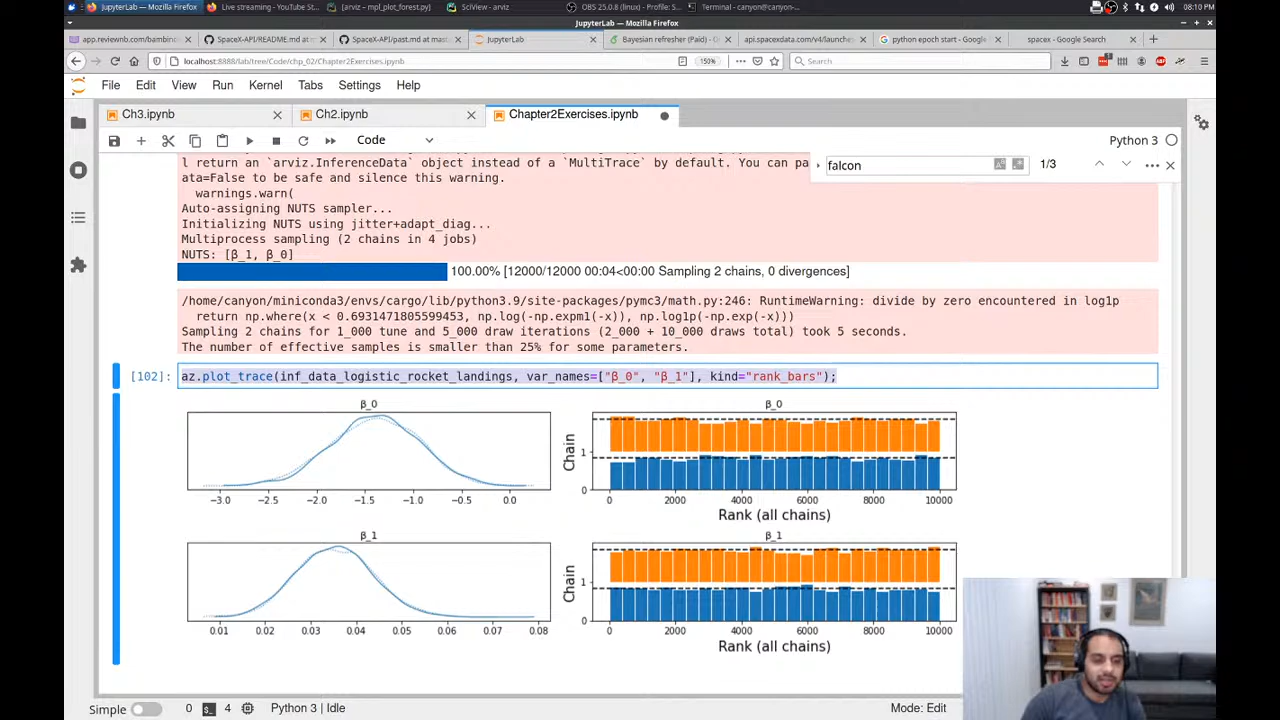 JupyterLab — Mozilla Firefox
Live streaming - YouTube St...
[arviz] – mpl_plot_forest.py]
SciView - arviz
OBS 25.0.8 (linux) - Profile: S...
Terminal - canyon@canyon-...
08:10 PM
JupyterLab — Mozilla Firefox
app.reviewnb.com/bambino
SpaceX-API/README.md at m
SpaceX-API/past.md at mast
JupyterLab
Bayesian refresher (Paid) - D
api.spacexdata.com/v4/launches
python epoch start - Google
spacex - Google Search
localhost:8888/lab/tree/Code/chp_02/Chapter2Exercises.ipynb
150%
Search
File Edit View Run Kernel Tabs Settings Help
Ch3.ipynb
Ch2.ipynb
Chapter2Exercises.ipynb
Code
Python 3
falcon
1/3
l return an `arviz.InferenceData` object instead of a `MultiTrace` by default. You can pa
ata=False to be safe and silence this warning.
warnings.warn(
Auto-assigning NUTS sampler...
Initializing NUTS using jitter+adapt_diag...
Multiprocess sampling (2 chains in 4 jobs)
NUTS: [β_1, β_0]
100.00% [12000/12000 00:04<00:00 Sampling 2 chains, 0 divergences]
/home/canyon/miniconda3/envs/cargo/lib/python3.9/site-packages/pymc3/math.py:246: RuntimeWarning: divide by zero encountered in log1p
return np.where(x < 0.6931471805599453, np.log(-np.expm1(-x)), np.log1p(-np.exp(-x)))
Sampling 2 chains for 1_000 tune and 5_000 draw iterations (2_000 + 10_000 draws total) took 5 seconds.
The number of effective samples is smaller than 25% for some parameters.
[102]: az.plot_trace(inf_data_logistic_rocket_landings, var_names=["β_0", "β_1"], kind="rank_bars");
β_0
−3.0 −2.5 −2.0 −1.5 −1.0 −0.5 0.0
β_0
Chain
1
0
0 2000 4000 6000 8000 10000
Rank (all chains)
β_1
0.01 0.02 0.03 0.04 0.05 0.06 0.07 0.08
β_1
Chain
1
0
0 2000 4000 6000 8000 10000
Rank (all chains)
Simple 0 4 Python 3 | Idle
Mode: Edit